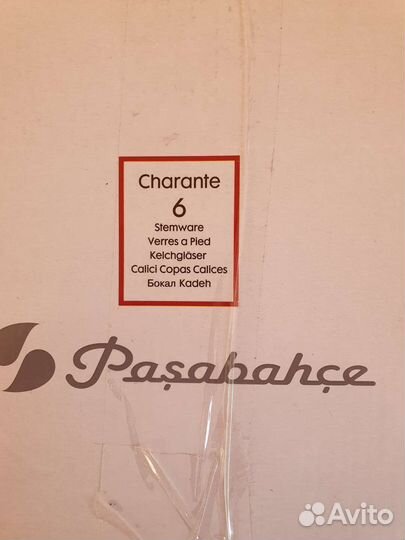 Charante
6
Stemware
Verres a Pied
Kelchgläser
Calici Copas Calices
Бокал Kadeh
Paşabahçe
Avito